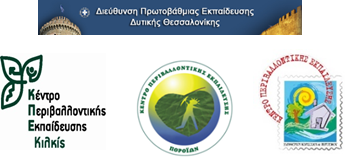 Διεύθυνση Πρωτοβάθμιας Εκπαίδευσης
Δυτικής Θεσσαλονίκης
Κέντρο
Περιβαλλοντικής
Εκπαίδευσης
Κιλκίς
ΚΕΝΤΡΟ ΠΕΡΙΒΑΛΛΟΝΤΙΚΗΣ ΕΚΠΑΙΔΕΥΣΗΣ
ΠΟΡΟΪΩΝ
ΚΕΝΤΡΟ ΠΕΡΙΒΑΛΛΟΝΤΙΚΗΣ ΕΚΠΑΙΔΕΥΣΗΣ